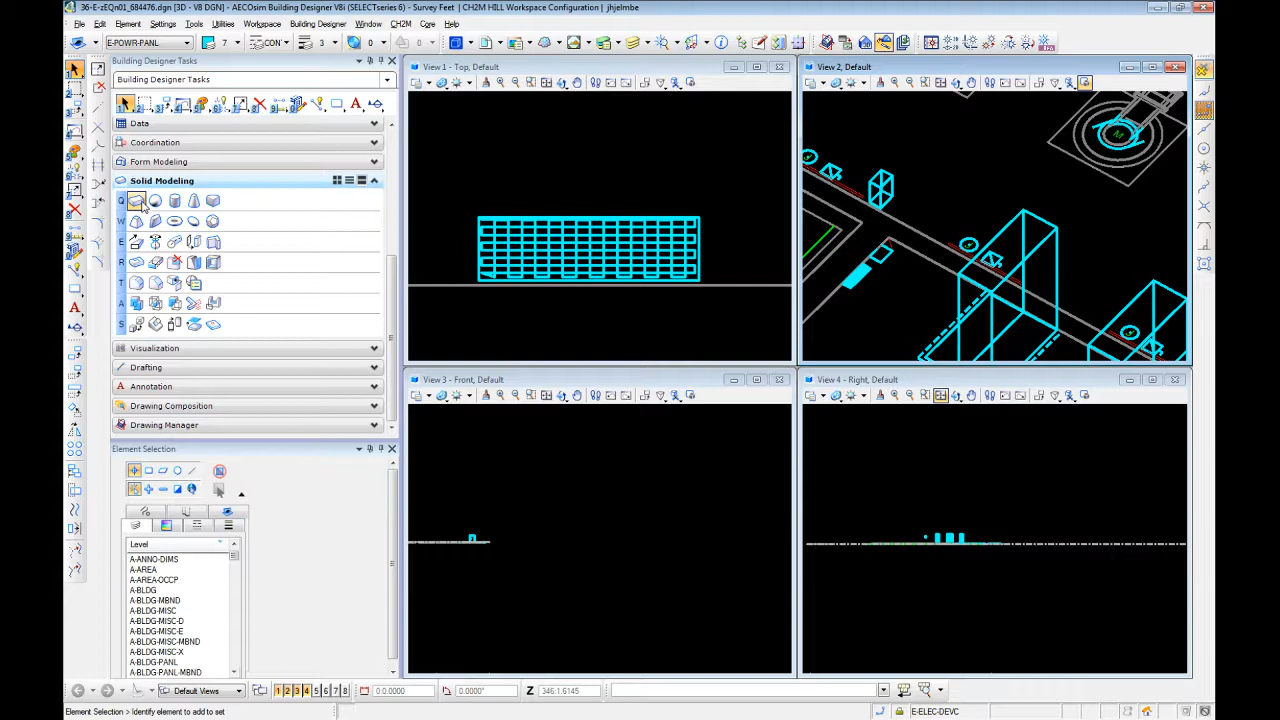 36-E-zEQn01_684476.dgn [3D - V8 DGN] - AECOsim Building Designer V8i (SELECTseries 6) - Survey Feet [CH2M HILL Workspace Configuration] - jhjelmbe
File Edit Element Settings Tools Utilities Workspace Building Designer Window CH2M Core Help
E-POWR-PANL 7 CON 3 0 0
Building Designer Tasks
Building Designer Tasks
Data
Coordination
Form Modeling
Solid Modeling
Q
W
E
R
T
A
S
Visualization
Drafting
Annotation
Drawing Composition
Drawing Manager
Element Selection
Level
A-ANNO-DIMS
A-AREA
A-AREA-OCCP
A-BLDG
A-BLDG-MBND
A-BLDG-MISC
A-BLDG-MISC-D
A-BLDG-MISC-E
A-BLDG-MISC-MBND
A-BLDG-MISC-X
A-BLDG-PANL
A-BLDG-PANL-MBND
View 1 - Top, Default
View 2, Default
M
View 3 - Front, Default
View 4 - Right, Default
Default Views 1 2 3 4 5 6 7 8 0:0.0000 0.0000° Z 346:1.6145
Element Selection > Identify element to add to set
E-ELEC-DEVC